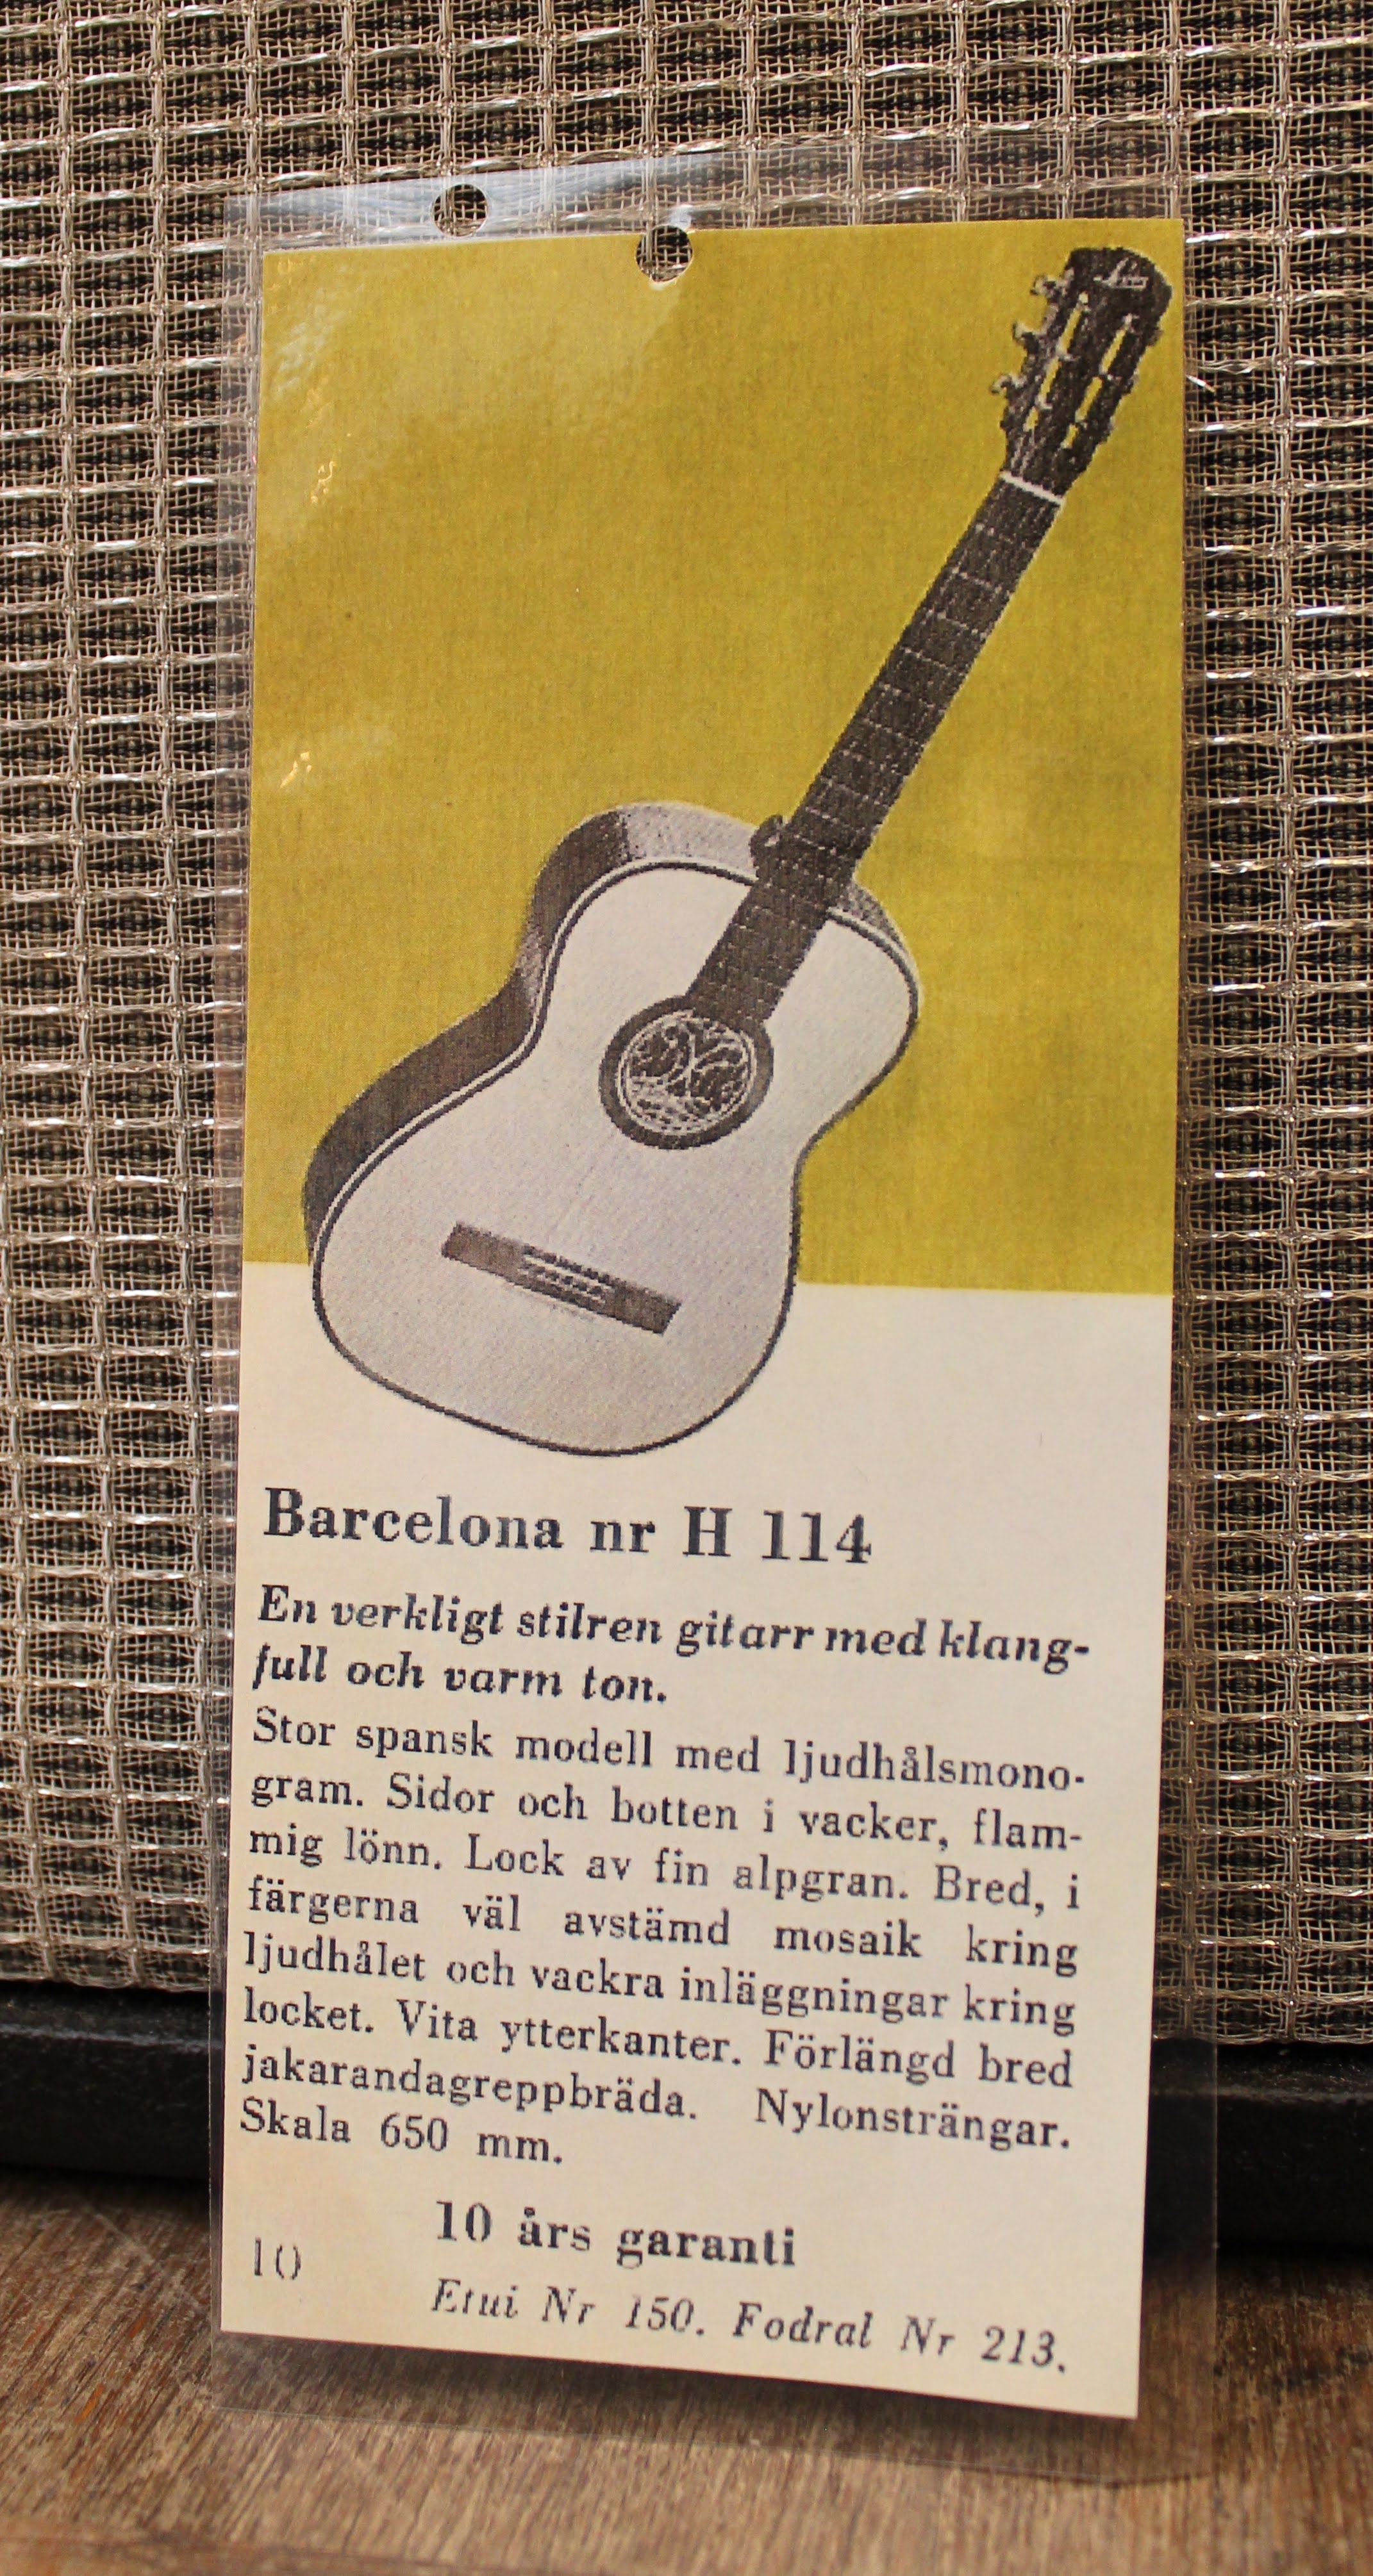 Barcelona nr H 114
En verkligt stilren gitarr med klang-
full och varm ton.
Stor spansk modell med ljudhålsmono-
gram. Sidor och botten i vacker, flam-
mig lönn. Lock av fin alpgran. Bred, i
färgerna väl avstämd mosaik kring
ljudhålet och vackra inläggningar kring
locket. Vita ytterkanter. Förlängd bred
jakarandagreppbräda. Nylonsträngar.
Skala 650 mm.
10 års garanti
10
Etui Nr 150. Fodral Nr 213.